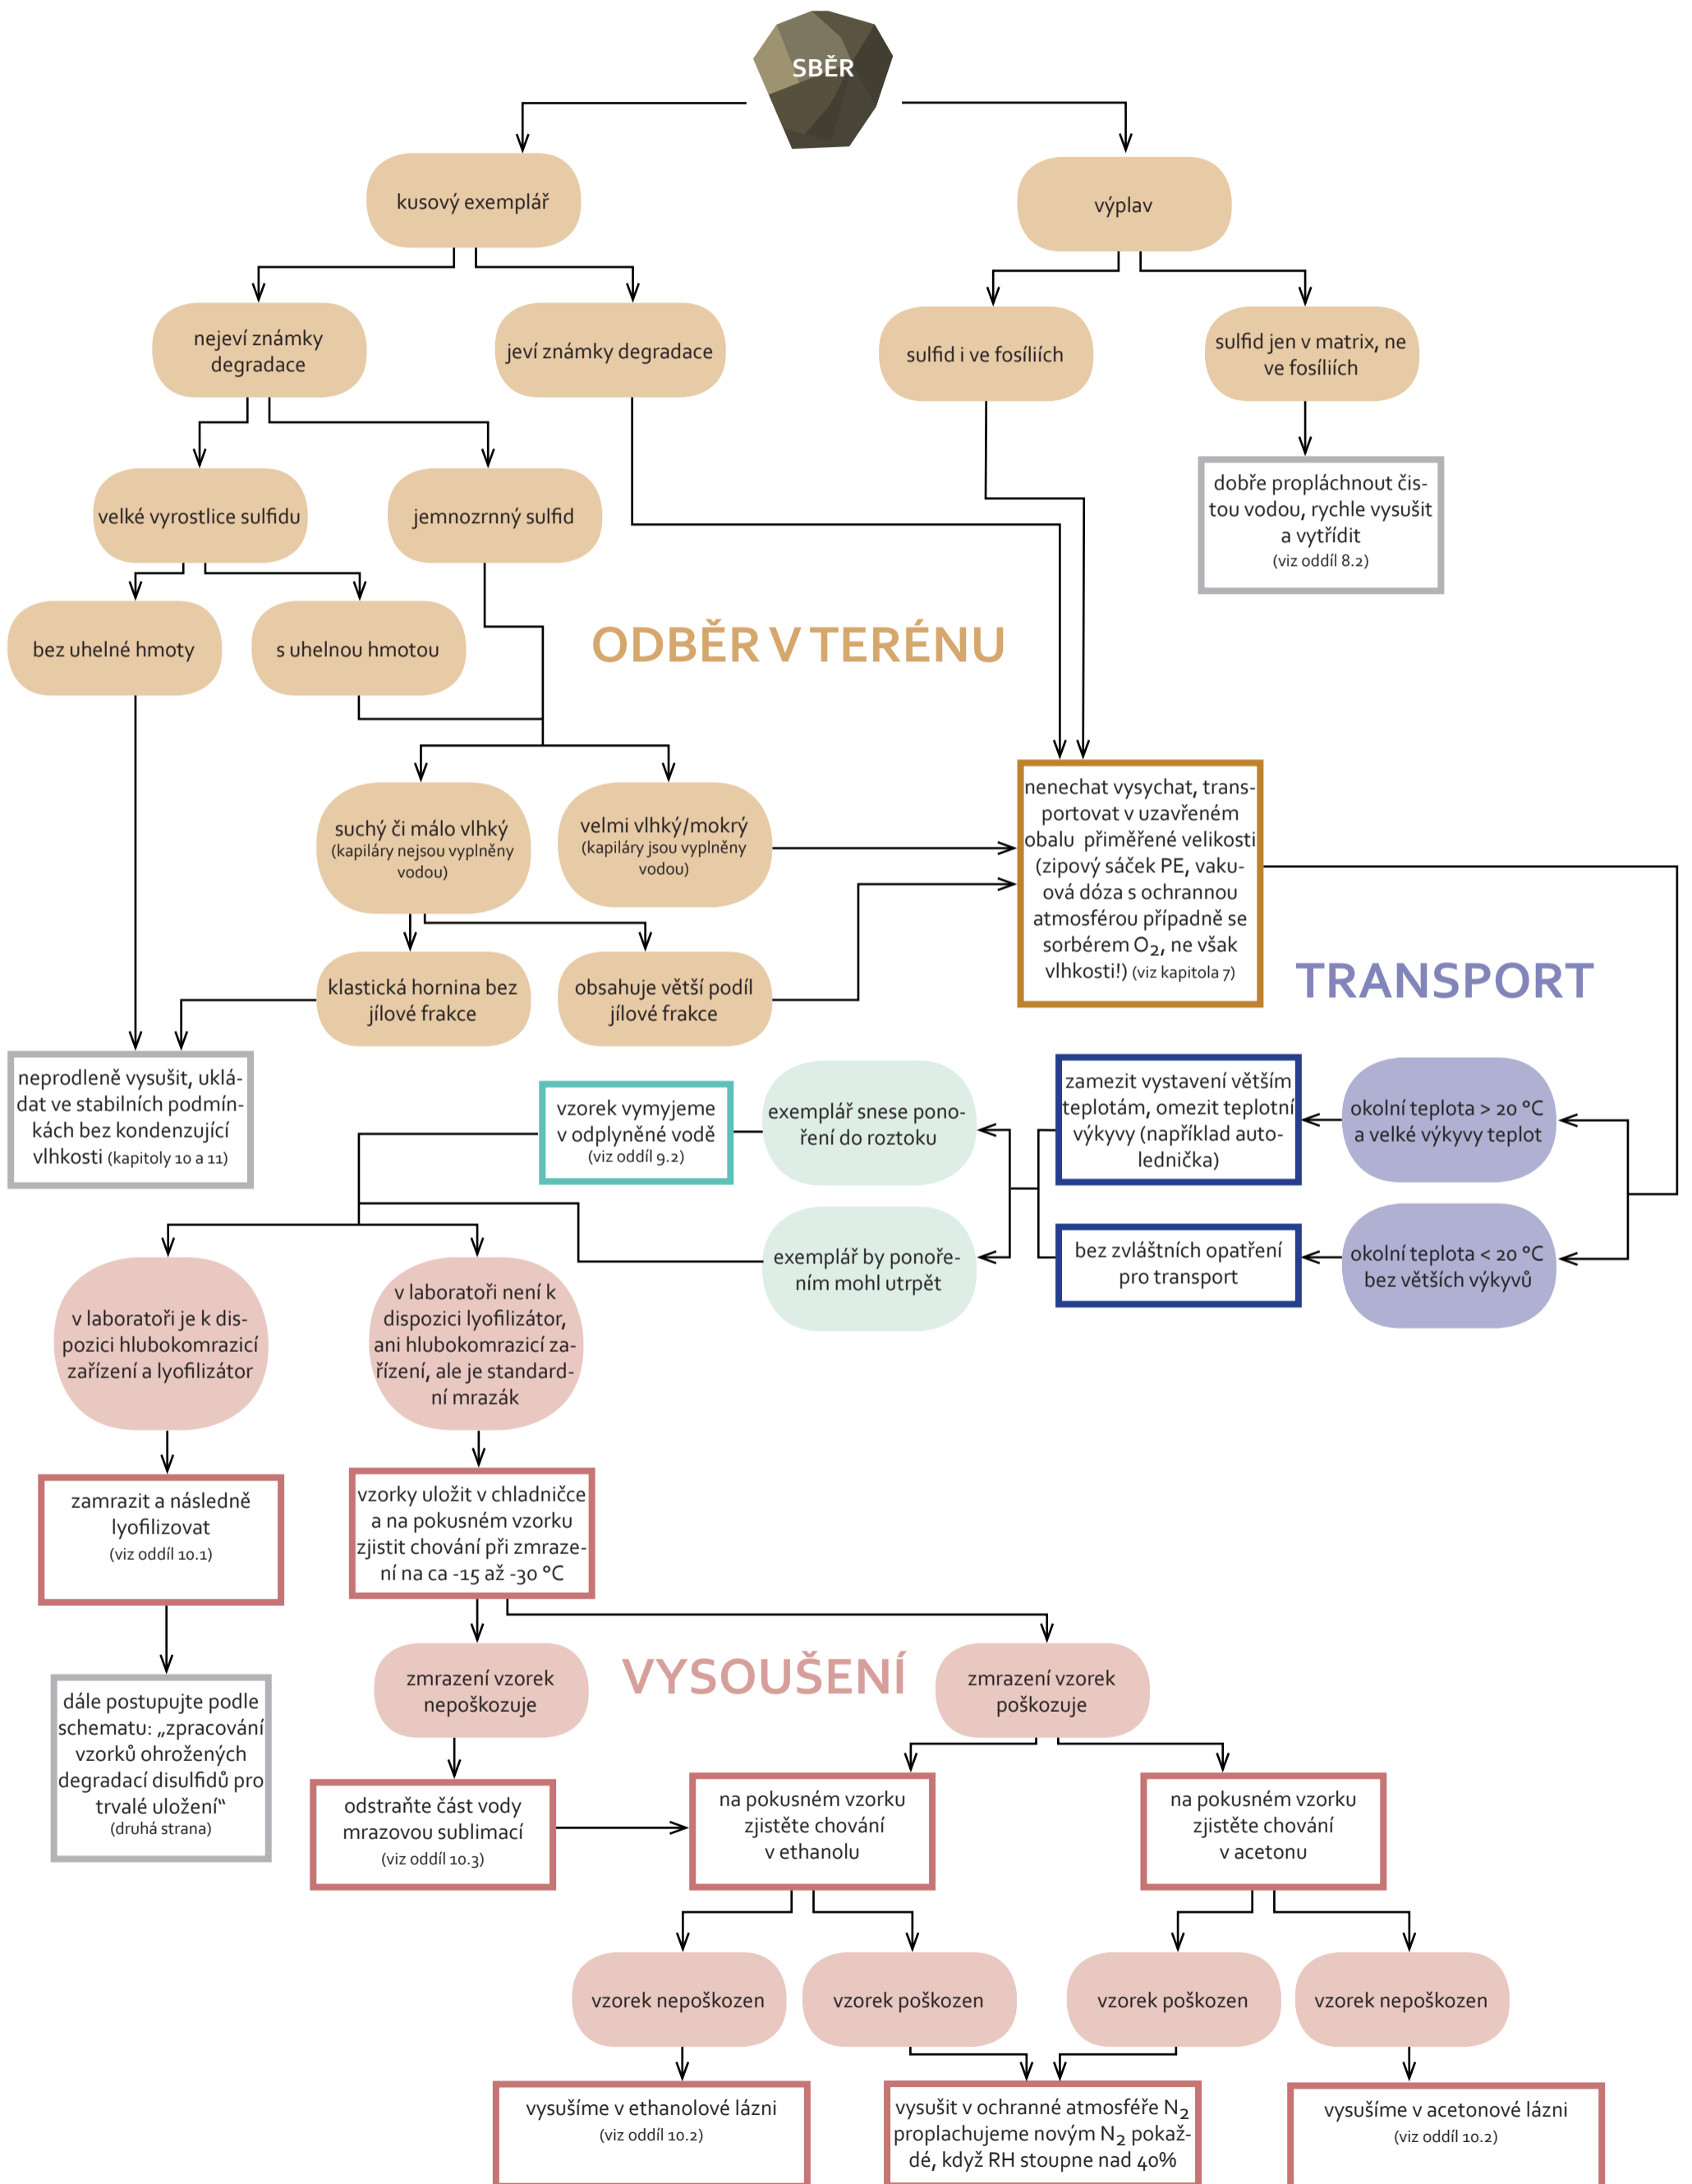 SBĚR
kusový exemplář
výplav
nejeví známky
degradace
jeví známky degradace
sulfid i ve fosíliích
sulfid jen v matrix, ne
ve fosíliích
velké vyrostlice sulfidu
jemnozrnný sulfid
dobře propláchnout čis-
tou vodou, rychle vysušit
a vytřídit
(viz oddíl 8.2)
bez uhelné hmoty
s uhelnou hmotou
ODBĚR V TERÉNU
suchý či málo vlhký
(kapiláry nejsou vyplněny
vodou)
velmi vlhký/mokrý
(kapiláry jsou vyplněny
vodou)
nenechat vysychat, trans-
portovat v uzavřeném
obalu přiměřené velikosti
(zipový sáček PE, vaku-
ová dóza s ochrannou
atmosférou případně se
sorbérem O₂, ne však
vlhkosti!) (viz kapitola 7)
klastická hornina bez
jílové frakce
obsahuje větší podíl
jílové frakce
TRANSPORT
neprodleně vysušit, uklá-
dat ve stabilních podmín-
kách bez kondenzující
vlhkosti (kapitoly 10 a 11)
vzorek vymyjeme
v odplyněné vodě
(viz oddíl 9.2)
exemplář snese pono-
ření do roztoku
zamezit vystavení větším
teplotám, omezit teplotní
výkyvy (například auto-
lednička)
okolní teplota > 20 °C
a velké výkyvy teplot
exemplář by ponoře-
ním mohl utrpět
bez zvláštních opatření
pro transport
okolní teplota < 20 °C
bez větších výkyvů
v laboratoři je k dis-
pozici hlubokomrazicí
zařízení a lyofilizátor
v laboratoři není k
dispozici lyofilizátor,
ani hlubokomrazicí za-
řízení, ale je standard-
ní mrazák
zamrazit a následně
lyofilizovat
(viz oddíl 10.1)
vzorky uložit v chladničce
a na pokusném vzorku
zjistit chování při zmraze-
ní na ca -15 až -30 °C
VYSOUŠENÍ
zmrazení vzorek
nepoškozuje
zmrazení vzorek
poškozuje
dále postupujte podle
schematu: „zpracování
vzorků ohrožených
degradací disulfidů pro
trvalé uložení“
(druhá strana)
odstraňte část vody
mrazovou sublimací
(viz oddíl 10.3)
na pokusném vzorku
zjistěte chování
v ethanolu
na pokusném vzorku
zjistěte chování
v acetonu
vzorek nepoškozen
vzorek poškozen
vzorek poškozen
vzorek nepoškozen
vysušíme v ethanolové lázni
(viz oddíl 10.2)
vysušit v ochranné atmosféře N₂
proplachujeme novým N₂ pokaž-
dé, když RH stoupne nad 40%
vysušíme v acetonové lázni
(viz oddíl 10.2)